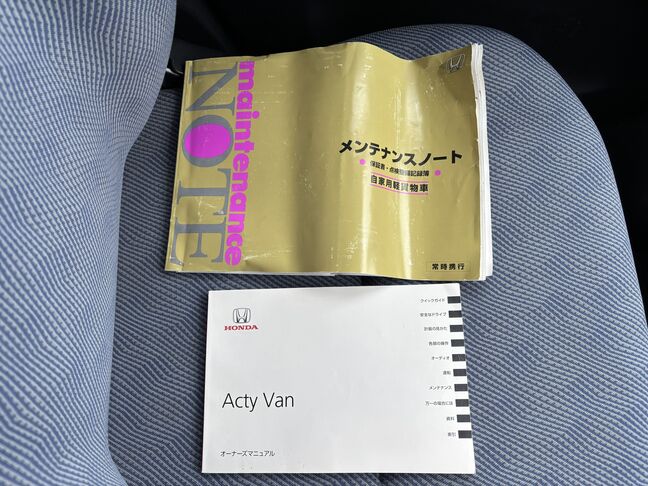 maintenance
NOTE
メンテナンスノート
保証書・点検整備記録簿
自家用軽貨物車
常時携行
HONDA
Acty Van
オーナーズマニュアル
クイックガイド
安全なドライブ
計器の見かた
各部の操作
オーディオ
運転
メンテナンス
万一の場合には
資料
索引